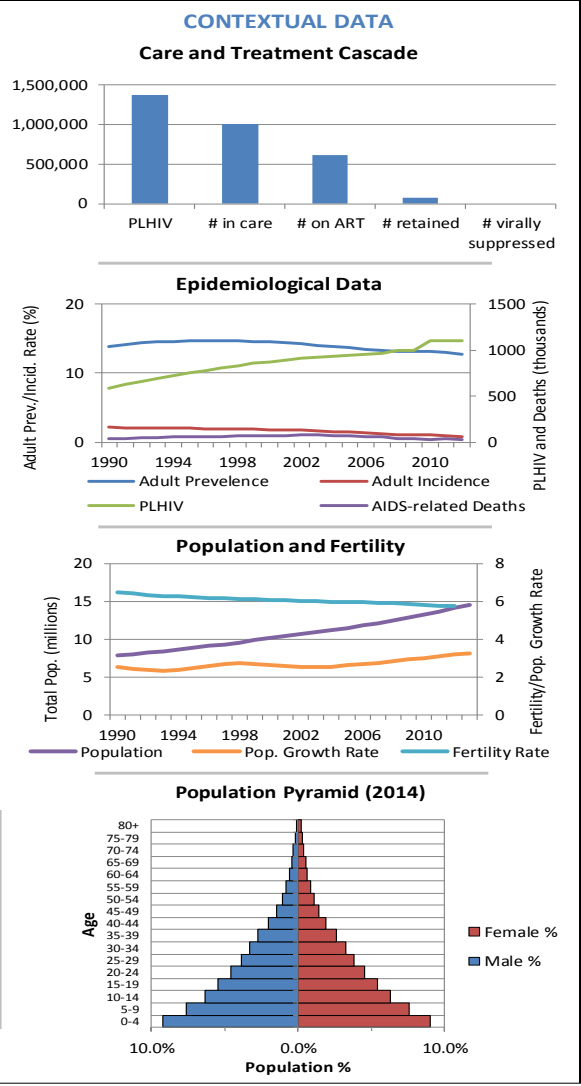 CONTEXTUAL DATA
Care and Treatment Cascade
1,500,000
1,000,000
500,000
0
PLHIV # in care # on ART # retained # virally
suppressed
Epidemiological Data
Adult Prev./Incid. Rate (%)
20
10
0
1500
1000
500
0
PLHIV and Deaths (thousands)
1990 1994 1998 2002 2006 2010
Adult Prevelence Adult Incidence
PLHIV AIDS-related Deaths
Population and Fertility
Total Pop. (millions)
20
15
10
5
0
8
6
4
2
0
Fertility/Pop. Growth Rate
1990 1994 1998 2002 2006 2010
Population Pop. Growth Rate Fertility Rate
Population Pyramid (2014)
Age
80+
75-79
70-74
65-69
60-64
55-59
50-54
45-49
40-44
35-39
30-34
25-29
20-24
15-19
10-14
5-9
0-4
Female %
Male %
10.0% 0.0% 10.0%
Population %